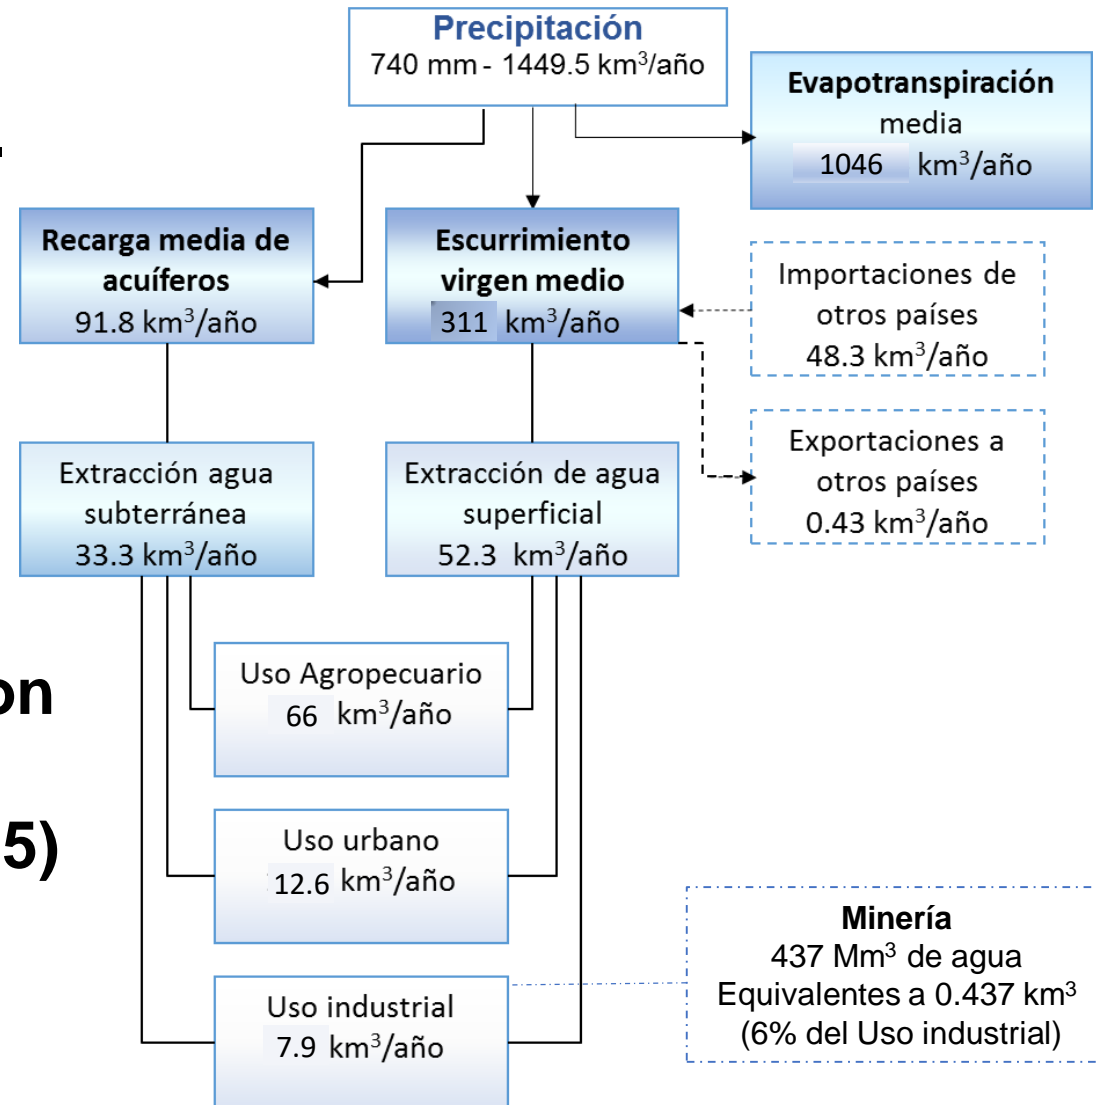 Precipitación
740 mm - 1449.5 km³/año
Evapotranspiración
media
1046 km³/año
Recarga media de
acuíferos
91.8 km³/año
Escurrimiento
virgen medio
311 km³/año
Importaciones de
otros países
48.3 km³/año
Exportaciones a
otros países
0.43 km³/año
Extracción agua
subterránea
33.3 km³/año
Extracción de agua
superficial
52.3 km³/año
on
5)
Uso Agropecuario
66 km³/año
Uso urbano
12.6 km³/año
Uso industrial
7.9 km³/año
Minería
437 Mm³ de agua
Equivalentes a 0.437 km³
(6% del Uso industrial)